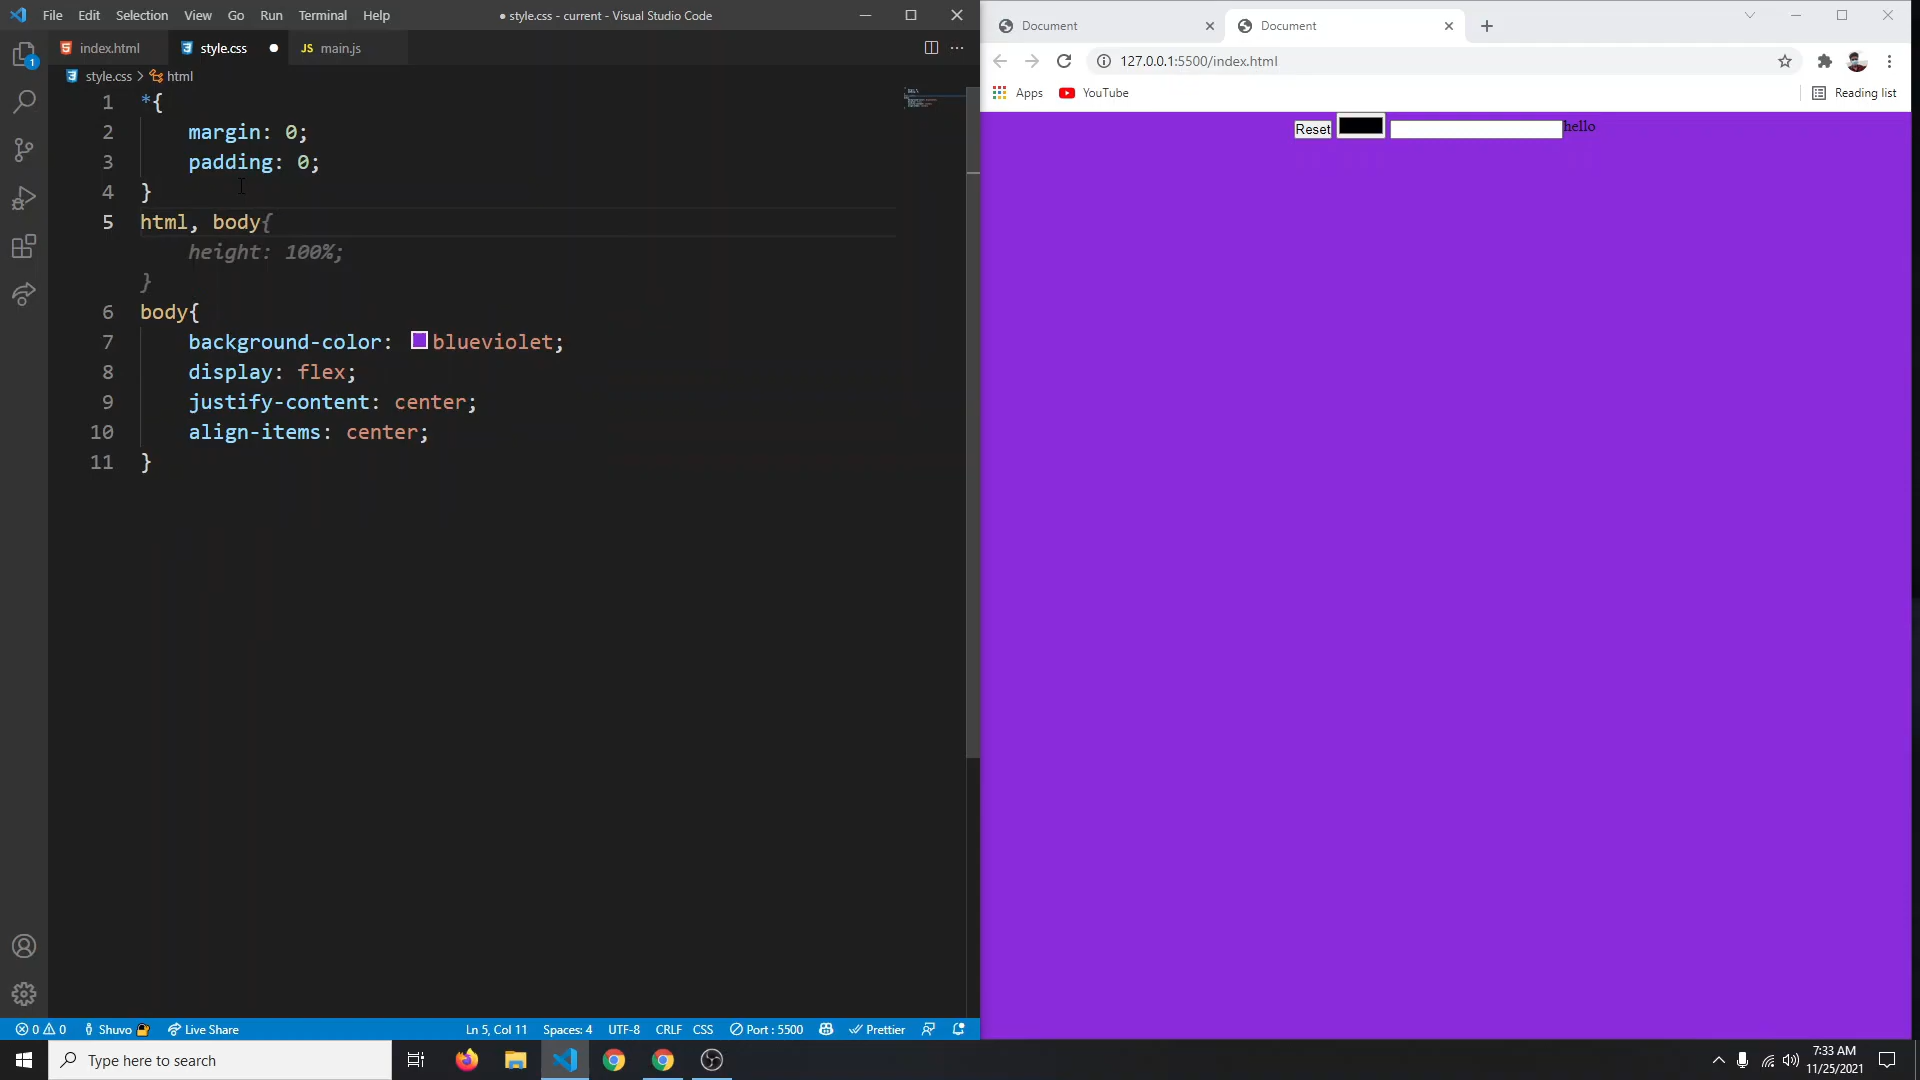 File Edit Selection View Go Run Terminal Help
● style.css - current - Visual Studio Code
index.html
style.css ●
JS main.js
style.css > html
1 *{
2 margin: 0;
3 padding: 0;
4 }
5 html, body{
height: 100%;
}
6 body{
7 background-color: blueviolet;
8 display: flex;
9 justify-content: center;
10 align-items: center;
11 }
1
0 0 Shuvo Live Share
Ln 5, Col 11 Spaces: 4 UTF-8 CRLF CSS Port : 5500 Prettier
Document
Document
127.0.0.1:5500/index.html
Apps YouTube
Reading list
Reset
hello
Type here to search
7:33 AM
11/25/2021